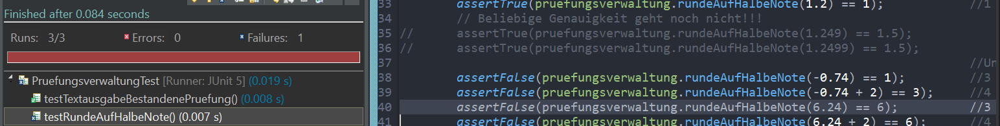 Finished after 0.084 seconds
Runs: 3/3 Errors: 0 Failures: 1
PruefungsverwaltungTest [Runner: JUnit 5] (0.019 s)
testTextausgabeBestandenePruefung() (0.008 s)
testRundeAufHalbeNote() (0.007 s)
33 assertTrue(pruefungsverwaltung.rundeAufHalbeNote(1.2) == 1); //1
34 // Beliebige Genauigkeit geht noch nicht!!!
35 // assertTrue(pruefungsverwaltung.rundeAufHalbeNote(1.249) == 1.5);
36 // assertTrue(pruefungsverwaltung.rundeAufHalbeNote(1.2499) == 1.5);
37 //Un
38 assertFalse(pruefungsverwaltung.rundeAufHalbeNote(-0.74) == 1); //3
39 assertFalse(pruefungsverwaltung.rundeAufHalbeNote(-0.74 + 2) == 3); //4
40 assertFalse(pruefungsverwaltung.rundeAufHalbeNote(6.24) == 6); //3
41 assertFalse(pruefungsverwaltung.rundeAufHalbeNote(6.24 + 2) == 6); //4